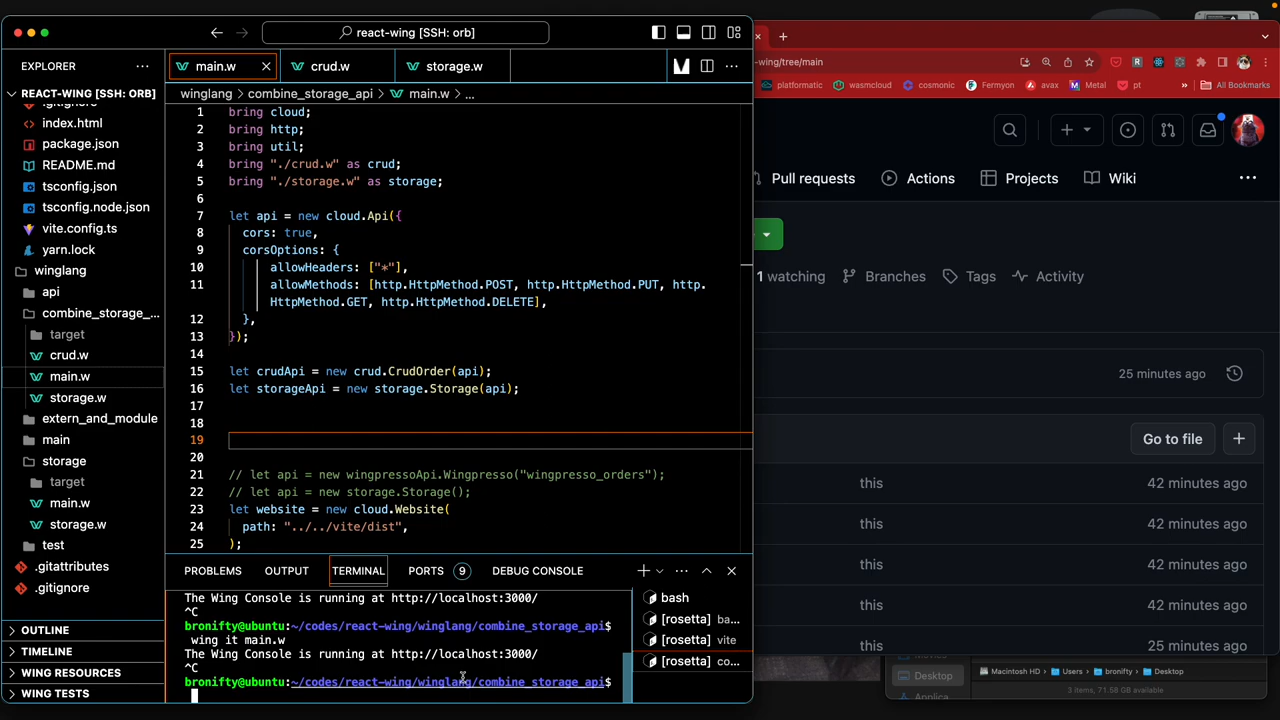 react-wing [SSH: orb]
EXPLORER
REACT-WING [SSH: ORB]
.gitignore
index.html
package.json
README.md
tsconfig.json
tsconfig.node.json
vite.config.ts
yarn.lock
winglang
api
combine_storage_...
target
crud.w
main.w
storage.w
extern_and_module
main
storage
target
main.w
storage.w
test
.gitattributes
.gitignore
OUTLINE
TIMELINE
WING RESOURCES
WING TESTS
main.w crud.w storage.w
winglang > combine_storage_api > main.w > ...
1 bring cloud;
2 bring http;
3 bring util;
4 bring "./crud.w" as crud;
5 bring "./storage.w" as storage;
6
7 let api = new cloud.Api({
8 cors: true,
9 corsOptions: {
10 allowHeaders: ["*"],
11 allowMethods: [http.HttpMethod.POST, http.HttpMethod.PUT, http.
HttpMethod.GET, http.HttpMethod.DELETE],
12 },
13 });
14
15 let crudApi = new crud.CrudOrder(api);
16 let storageApi = new storage.Storage(api);
17
18
19
20
21 // let api = new wingpressoApi.Wingpresso("wingpresso_orders");
22 // let api = new storage.Storage();
23 let website = new cloud.Website(
24 path: "../../vite/dist",
25 );
PROBLEMS OUTPUT TERMINAL PORTS 9 DEBUG CONSOLE
The Wing Console is running at http://localhost:3000/
^C
bronifty@ubuntu:~/codes/react-wing/winglang/combine_storage_api$
wing it main.w
The Wing Console is running at http://localhost:3000/
^C
bronifty@ubuntu:~/codes/react-wing/winglang/combine_storage_api$
bash
[rosetta] ba...
[rosetta] vite
[rosetta] co...
-wing/tree/main
platformatic wasmcloud cosmonic Fermyon avax Metal pt » All Bookmarks
Pull requests Actions Projects Wiki
1 watching Branches Tags Activity
25 minutes ago
Go to file
this 42 minutes ago
this 42 minutes ago
this 42 minutes ago
this 42 minutes ago
this 25 minutes ago
Desktop
Macintosh HD › Users › bronifty › Desktop
3 items, 71.58 GB available